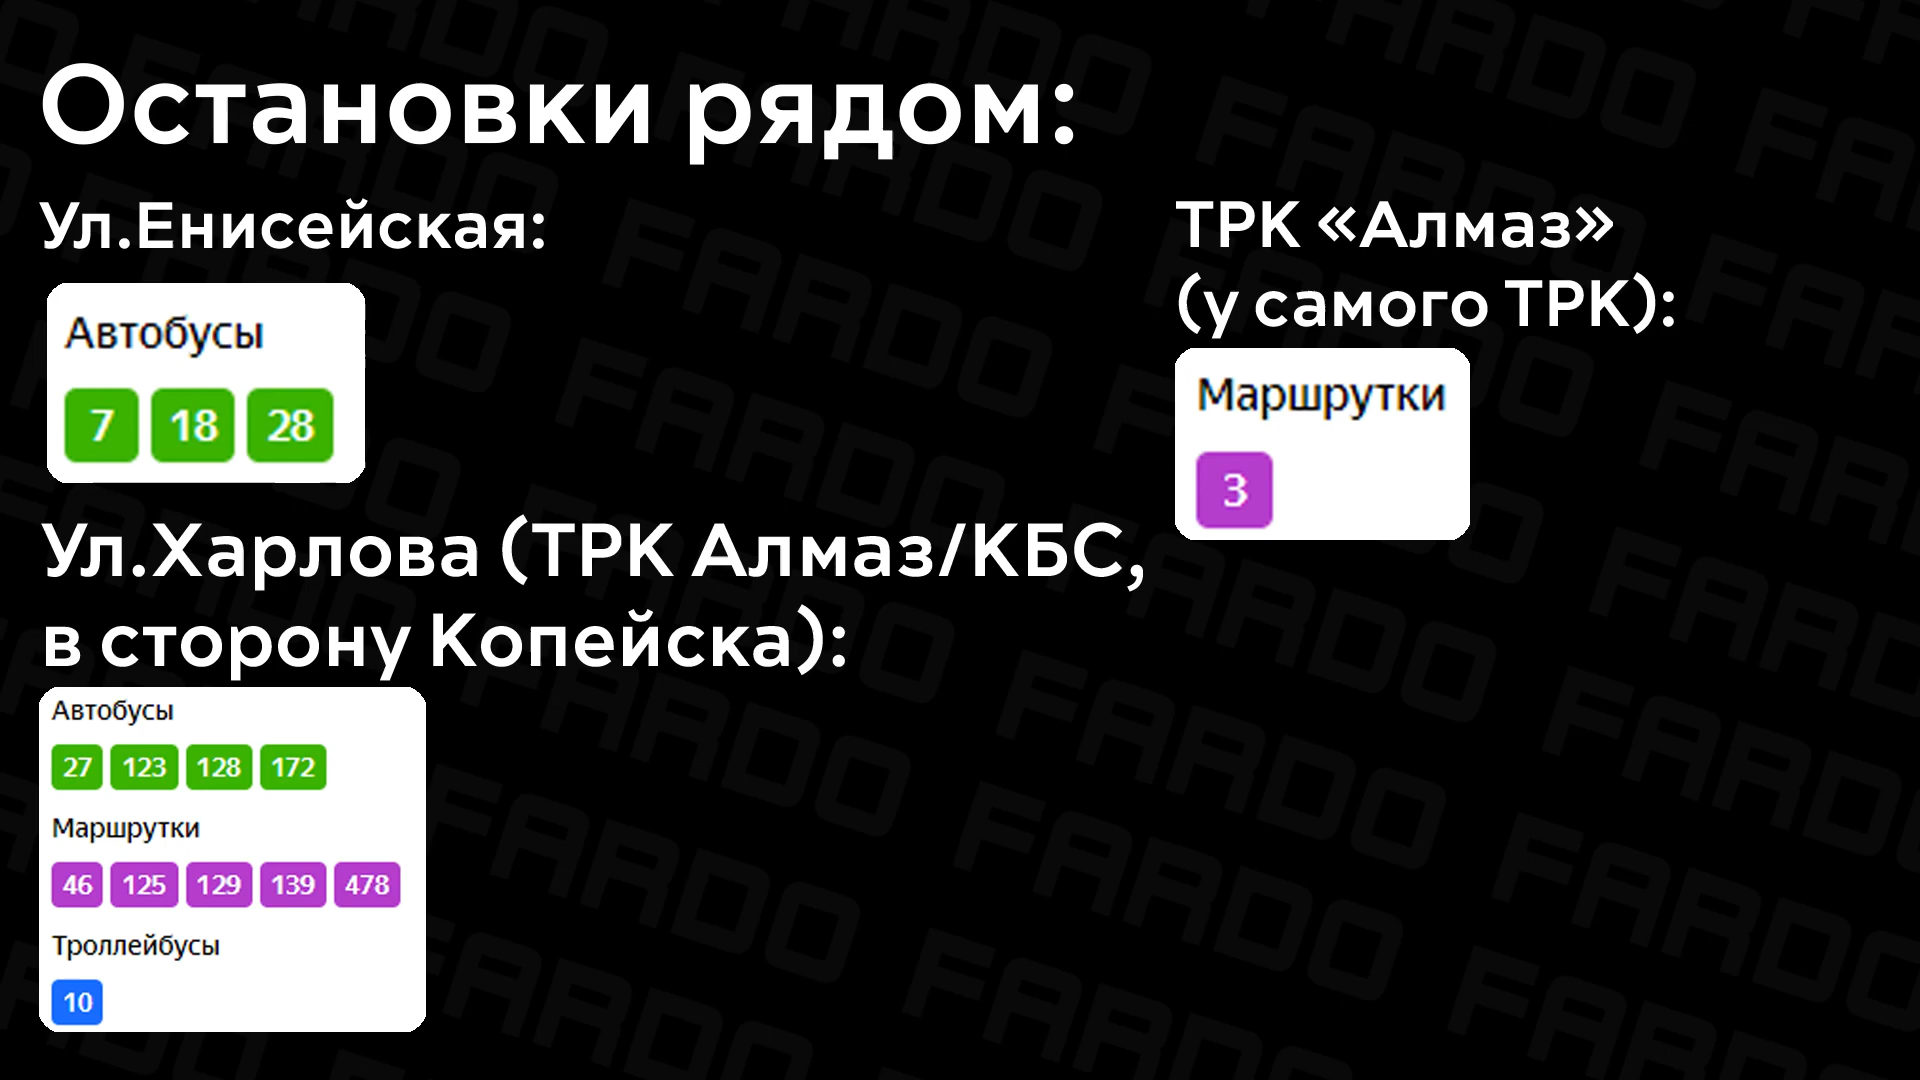 Остановки рядом:
Ул.Енисейская:
Автобусы
7 18 28
Ул.Харлова (ТРК Алмаз/КБС,
в сторону Копейска):
Автобусы
27 123 128 172
Маршрутки
46 125 129 139 478
Троллейбусы
10
ТРК «Алмаз»
(у самого ТРК):
Маршрутки
3
FARDO